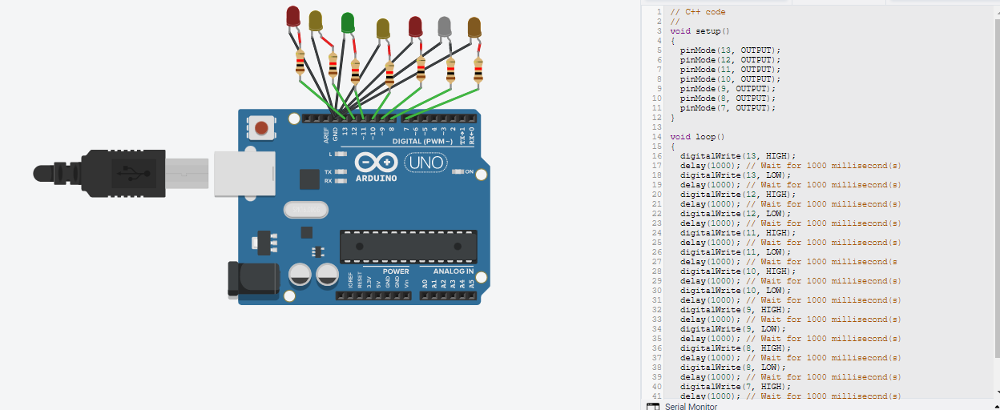 AREF
GND
13
12
~11
~10
~9
8
7
~6
~5
4
~3
2
TX→1
RX←0
DIGITAL (PWM~)
L
TX
RX
ARDUINO
UNO
ON
POWER
ANALOG IN
IOREF
RESET
3.3V
5V
GND
GND
Vin
A0
A1
A2
A3
A4
A5
1 // C++ code
2 //
3 void setup()
4 {
5 pinMode(13, OUTPUT);
6 pinMode(12, OUTPUT);
7 pinMode(11, OUTPUT);
8 pinMode(10, OUTPUT);
9 pinMode(9, OUTPUT);
10 pinMode(8, OUTPUT);
11 pinMode(7, OUTPUT);
12 }
13
14 void loop()
15 {
16 digitalWrite(13, HIGH);
17 delay(1000); // Wait for 1000 millisecond(s)
18 digitalWrite(13, LOW);
19 delay(1000); // Wait for 1000 millisecond(s)
20 digitalWrite(12, HIGH);
21 delay(1000); // Wait for 1000 millisecond(s)
22 digitalWrite(12, LOW);
23 delay(1000); // Wait for 1000 millisecond(s)
24 digitalWrite(11, HIGH);
25 delay(1000); // Wait for 1000 millisecond(s)
26 digitalWrite(11, LOW);
27 delay(1000); // Wait for 1000 millisecond(s)
28 digitalWrite(10, HIGH);
29 delay(1000); // Wait for 1000 millisecond(s)
30 digitalWrite(10, LOW);
31 delay(1000); // Wait for 1000 millisecond(s)
32 digitalWrite(9, HIGH);
33 delay(1000); // Wait for 1000 millisecond(s)
34 digitalWrite(9, LOW);
35 delay(1000); // Wait for 1000 millisecond(s)
36 digitalWrite(8, HIGH);
37 delay(1000); // Wait for 1000 millisecond(s)
38 digitalWrite(8, LOW);
39 delay(1000); // Wait for 1000 millisecond(s)
40 digitalWrite(7, HIGH);
41 delay(1000); // Wait for 1000 millisecond(s)
Serial Monitor